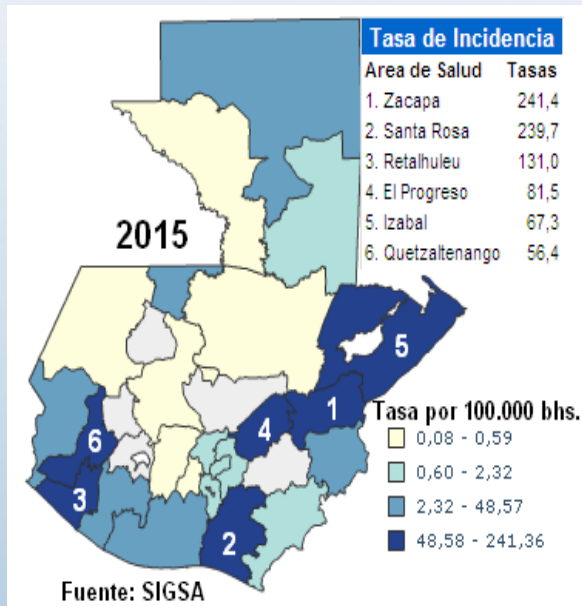 Tasa de Incidencia
Area de Salud Tasas
1. Zacapa 241,4
2. Santa Rosa 239,7
3. Retalhuleu 131,0
4. El Progreso 81,5
5. Izabal 67,3
6. Quetzaltenango 56,4
2015
5
1
4
6
3
2
Tasa por 100.000 bhs.
0,08 - 0,59
0,60 - 2,32
2,32 - 48,57
48,58 - 241,36
Fuente: SIGSA